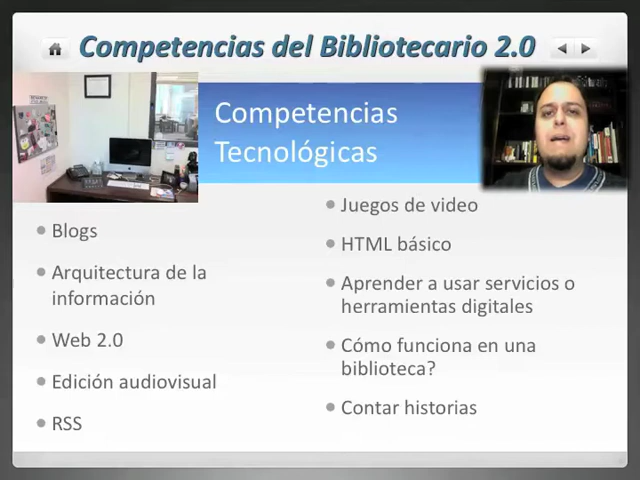 Competencias del Bibliotecario 2.0
Competencias
Tecnológicas
Blogs
Arquitectura de la
información
Web 2.0
Edición audiovisual
RSS
Juegos de video
HTML básico
Aprender a usar servicios o
herramientas digitales
Cómo funciona en una
biblioteca?
Contar historias